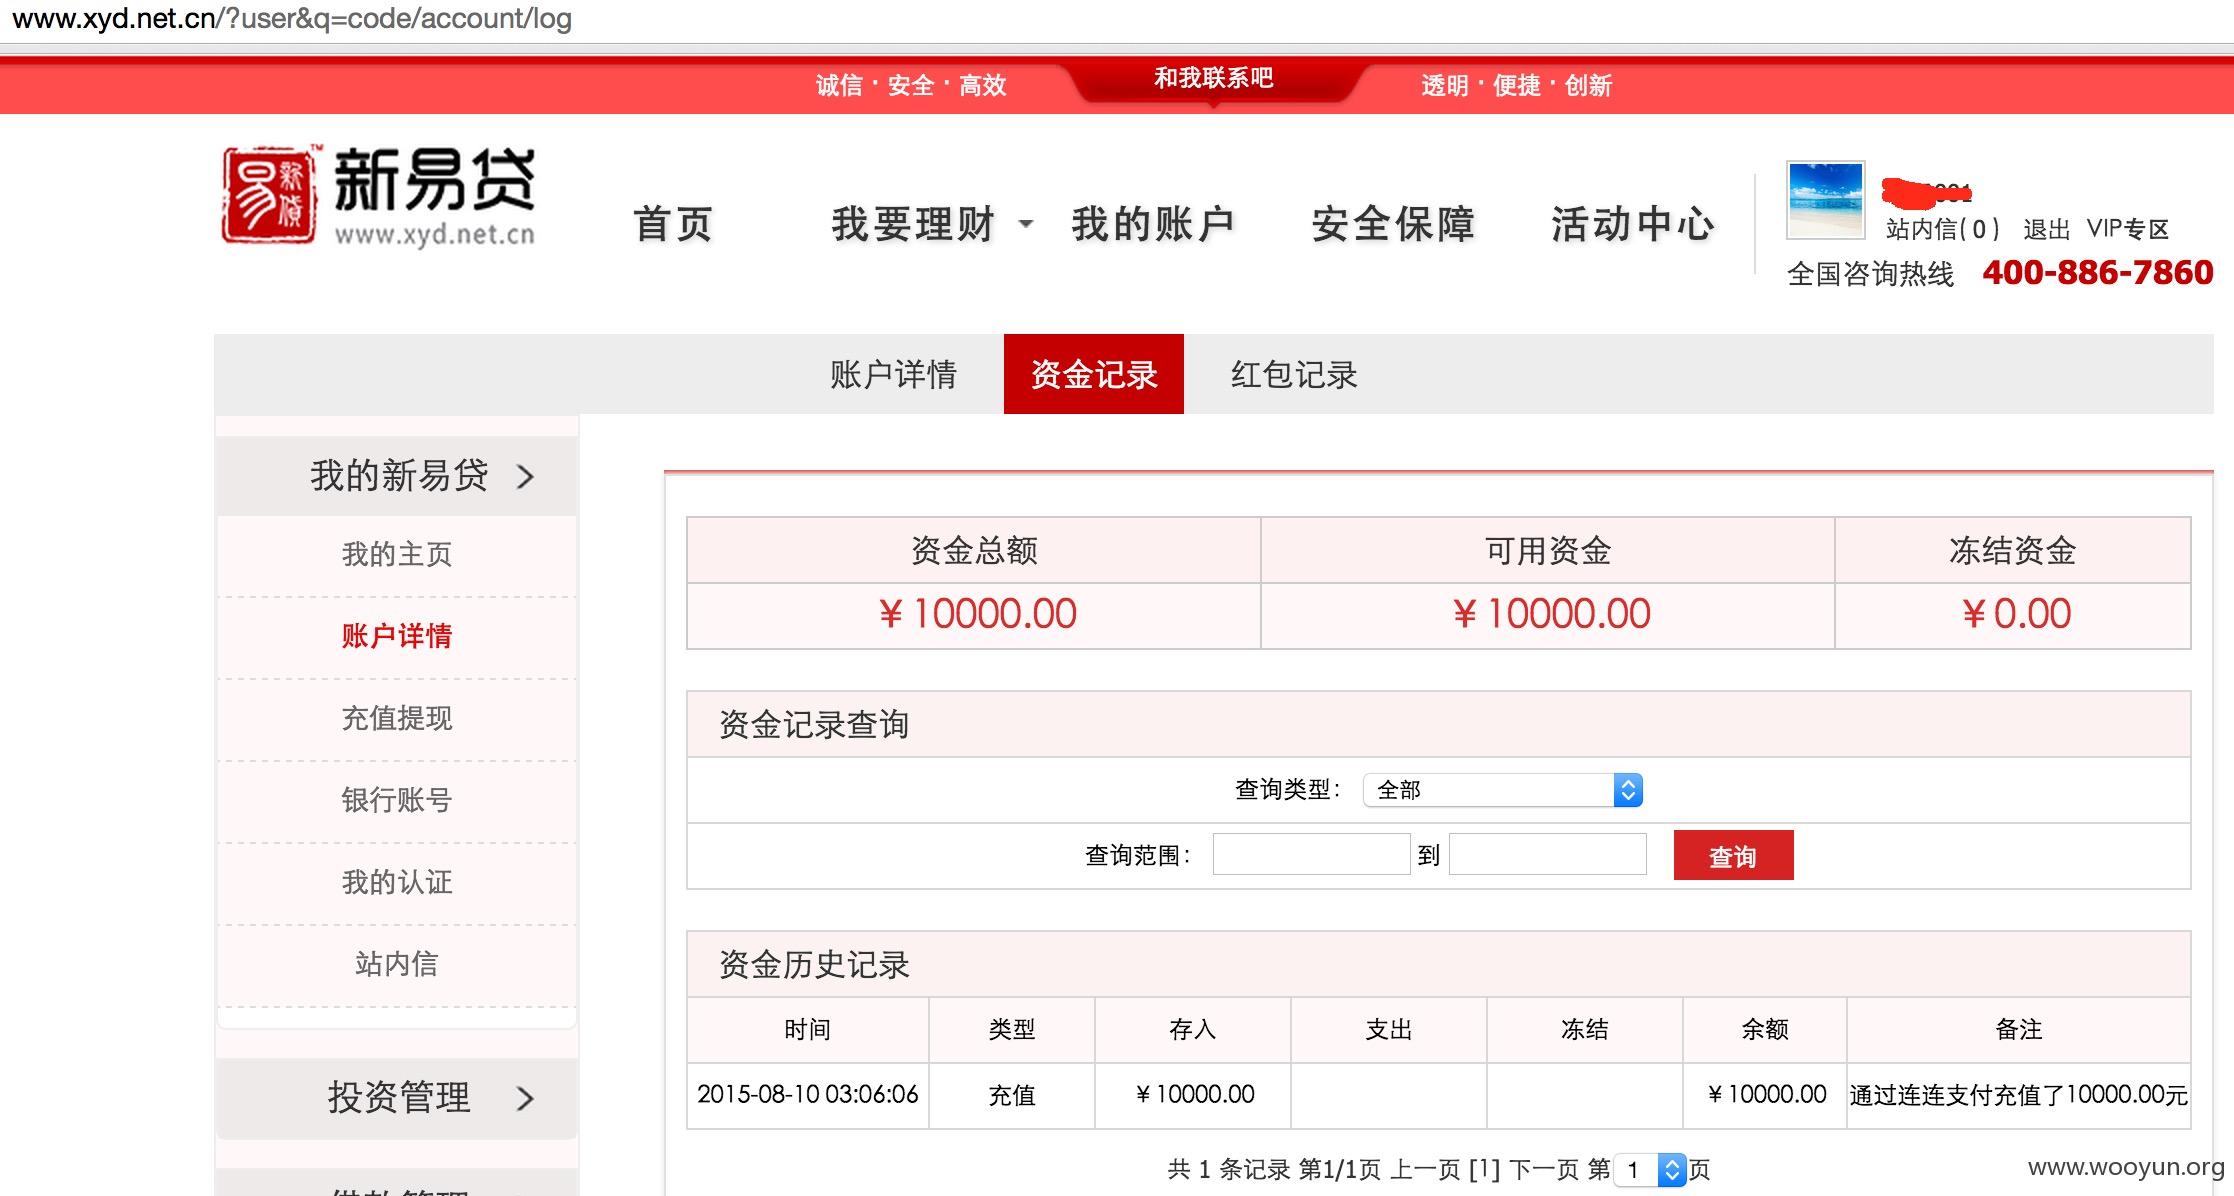 www.xyd.net.cn/?user&q=code/account/log
诚信·安全·高效 和我联系吧 透明·便捷·创新
新易贷
www.xyd.net.cn
首页 我要理财 我的账户 安全保障 活动中心
站内信(0) 退出 VIP专区
全国咨询热线 400-886-7860
账户详情 资金记录 红包记录
我的新易贷 >
我的主页
账户详情
充值提现
银行账号
我的认证
站内信
投资管理 >
资金总额 可用资金 冻结资金
¥10000.00 ¥10000.00 ¥0.00
资金记录查询
查询类型： 全部
查询范围： 到 查询
资金历史记录
时间 类型 存入 支出 冻结 余额 备注
2015-08-10 03:06:06 充值 ¥10000.00 ¥10000.00 通过连连支付充值了10000.00元
共 1 条记录 第1/1页 上一页 [1] 下一页 第 1 页
www.wooyun.org